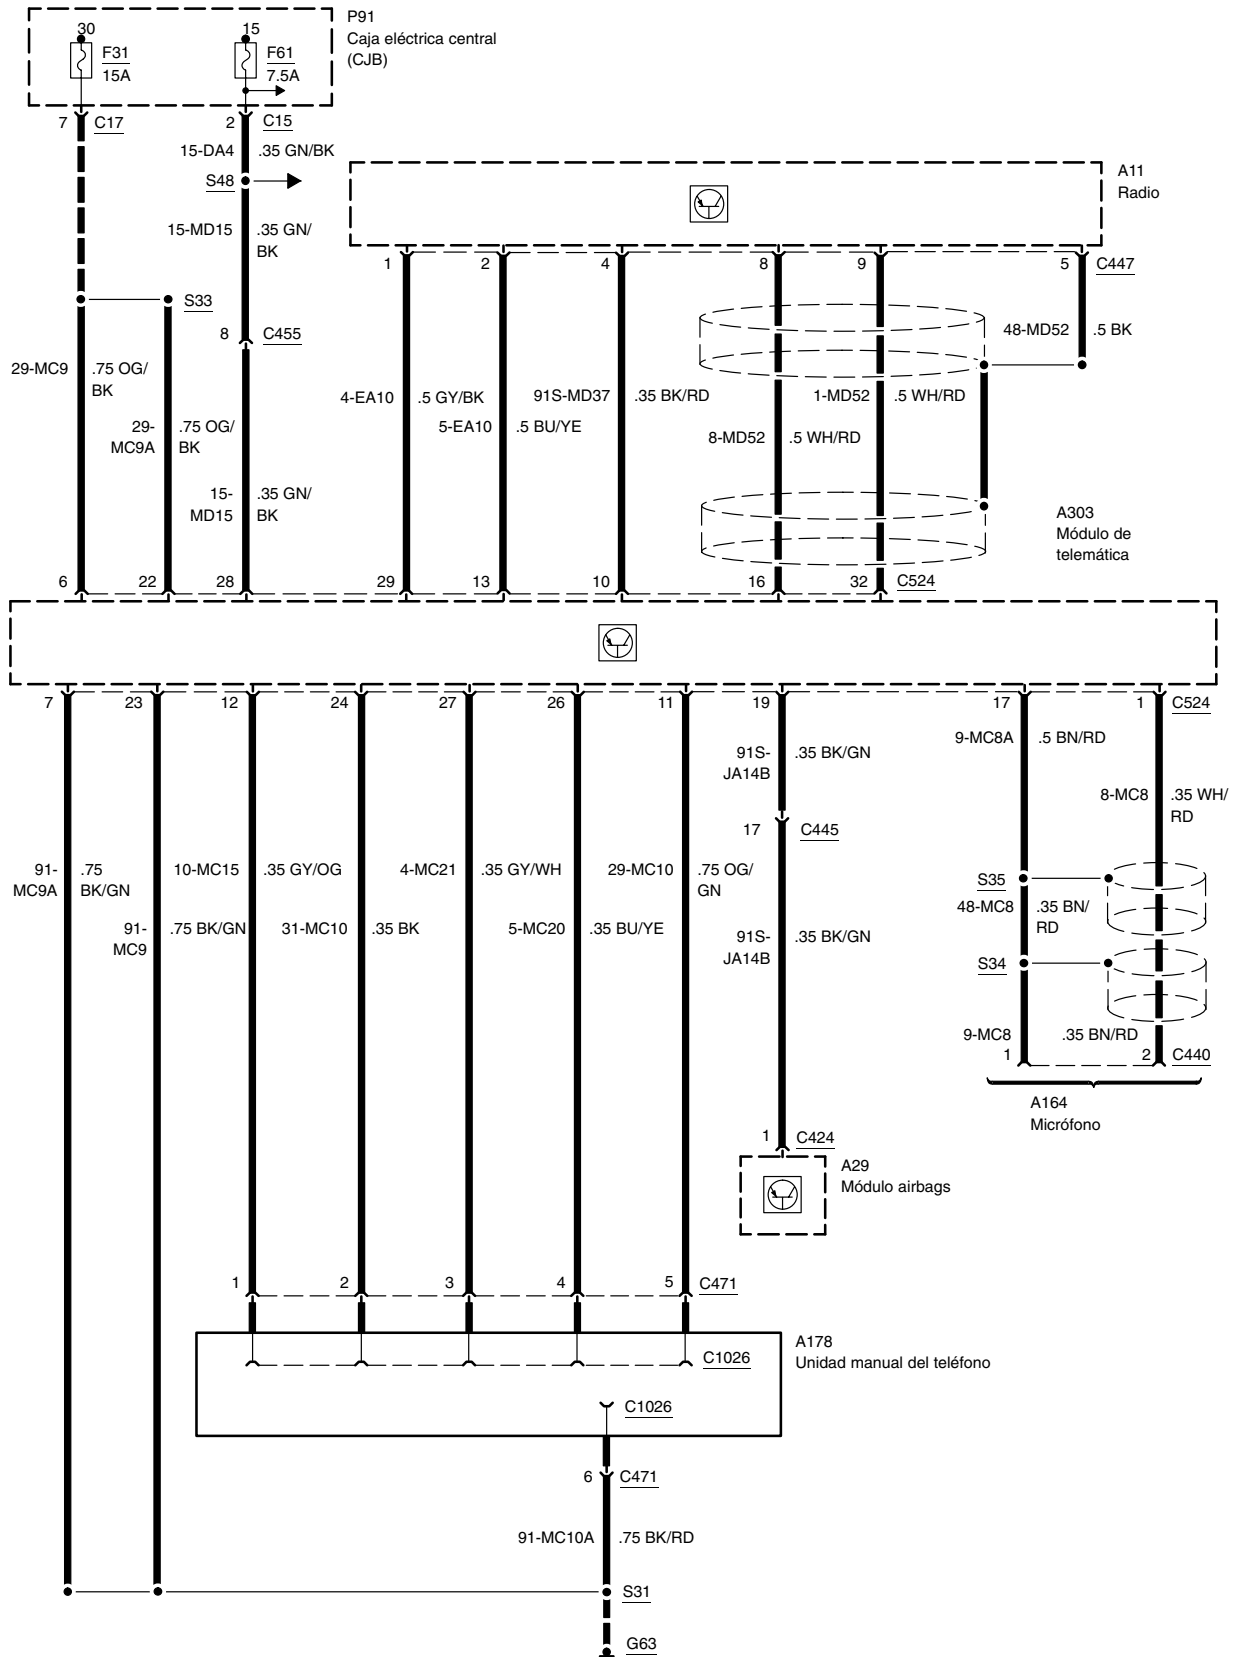 P91
30
15
Caja eléctrica central
(CJB)
F31
F61
15A
7.5A
7
C17
2
C15
15-DA4
.35 GN/BK
S48
A11
Radio
15-MD15
.35 GN/
BK
1
2
4
8
9
5
C447
S33
8
C455
48-MD52
.5 BK
29-MC9
.75 OG/
BK
4-EA10
.5 GY/BK
91S-MD37
.35 BK/RD
1-MD52
.5 WH/RD
29-
MC9A
.75 OG/
BK
5-EA10
.5 BU/YE
8-MD52
.5 WH/RD
15-
MD15
.35 GN/
BK
A303
Módulo de
telemática
6
22
28
29
13
10
16
32
C524
7
23
12
24
27
26
11
19
17
1
C524
9-MC8A
.5 BN/RD
91S-
JA14B
.35 BK/GN
8-MC8
.35 WH/
RD
17
C445
91-
MC9A
.75
BK/GN
10-MC15
.35 GY/OG
4-MC21
.35 GY/WH
29-MC10
.75 OG/
GN
S35
48-MC8
.35 BN/
RD
91-
MC9
.75 BK/GN
31-MC10
.35 BK
5-MC20
.35 BU/YE
91S-
JA14B
.35 BK/GN
S34
9-MC8
.35 BN/RD
1
2
C440
A164
Micrófono
1
C424
A29
Módulo airbags
1
2
3
4
5
C471
A178
Unidad manual del teléfono
C1026
C1026
6
C471
91-MC10A
.75 BK/RD
S31
G63